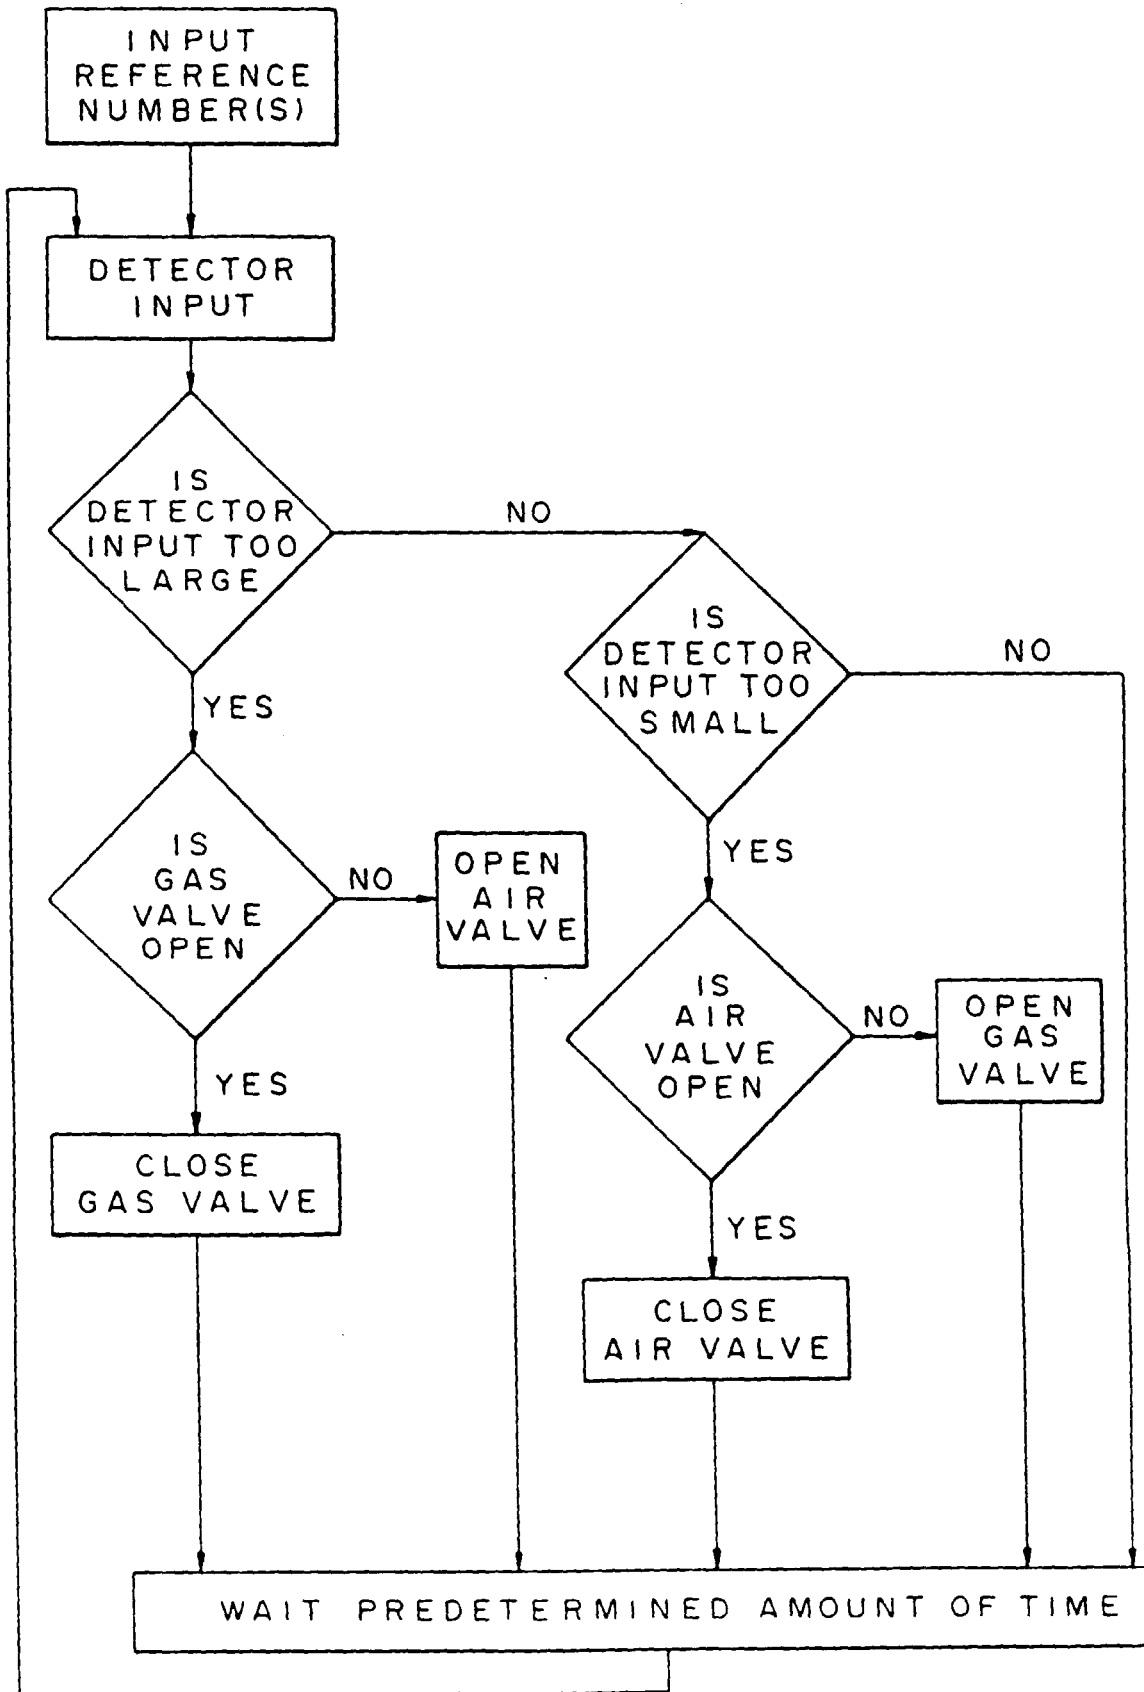 INPUT
REFERENCE
NUMBER(S)
DETECTOR
INPUT
IS
DETECTOR
INPUT TOO
LARGE
NO
YES
IS
DETECTOR
INPUT TOO
SMALL
NO
YES
IS
GAS
VALVE
OPEN
NO
OPEN
AIR
VALVE
YES
CLOSE
GAS VALVE
IS
AIR
VALVE
OPEN
NO
OPEN
GAS
VALVE
YES
CLOSE
AIR VALVE
WAIT PREDETERMINED AMOUNT OF TIME